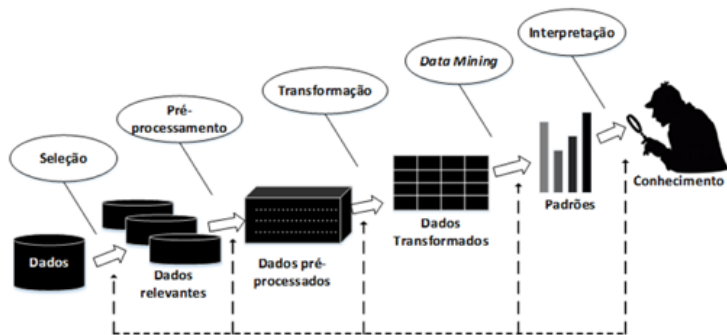 Seleção
Pré-
processamento
Transformação
Data Mining
Interpretação
Dados
Dados
relevantes
Dados pré-
processados
Dados
Transformados
Padrões
Conhecimento